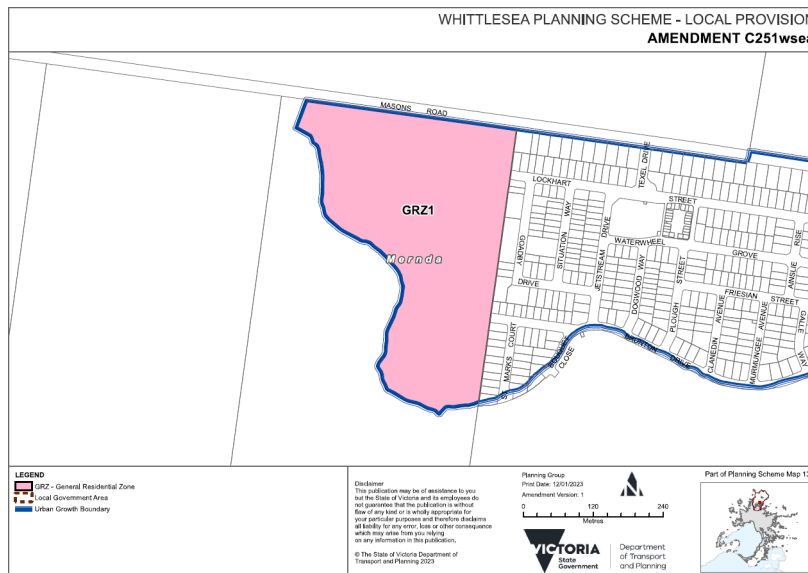 WHITTLESEA PLANNING SCHEME - LOCAL PROVISION
AMENDMENT C251wsea
MASONS ROAD
TEXEL DRIVE
LOCKHART
STREET
GRZ1
Mernda
GOADBY
SITUATION WAY
JETSTREAM
DRIVE
WATERWHEEL
GROVE
RISE
AINSLIE
DRIVE
DOGWOOD WAY
PLOUGH
STREET
FRIESIAN
STREET
CLANEDIN
AVENUE
MURMUNGEE
AVENUE
GALLE
WAY
MARKS COURT
CLOSE
BRUNTON DRIVE
LEGEND
GRZ - General Residential Zone
Local Government Area
Urban Growth Boundary
Disclaimer
This publication may be of assistance to you
but the State of Victoria and its employees do
not guarantee that the publication is without
flaw of any kind or is wholly appropriate for
your particular purposes and therefore disclaims
all liability for any error, loss or other consequence
which may arise from you relying
on any information in this publication.
© The State of Victoria Department of
Transport and Planning 2023
Planning Group
Print Date: 12/01/2023
Amendment Version: 1
0 120 240
Metres
VICTORIA
State
Government
Department
of Transport
and Planning
Part of Planning Scheme Map 13